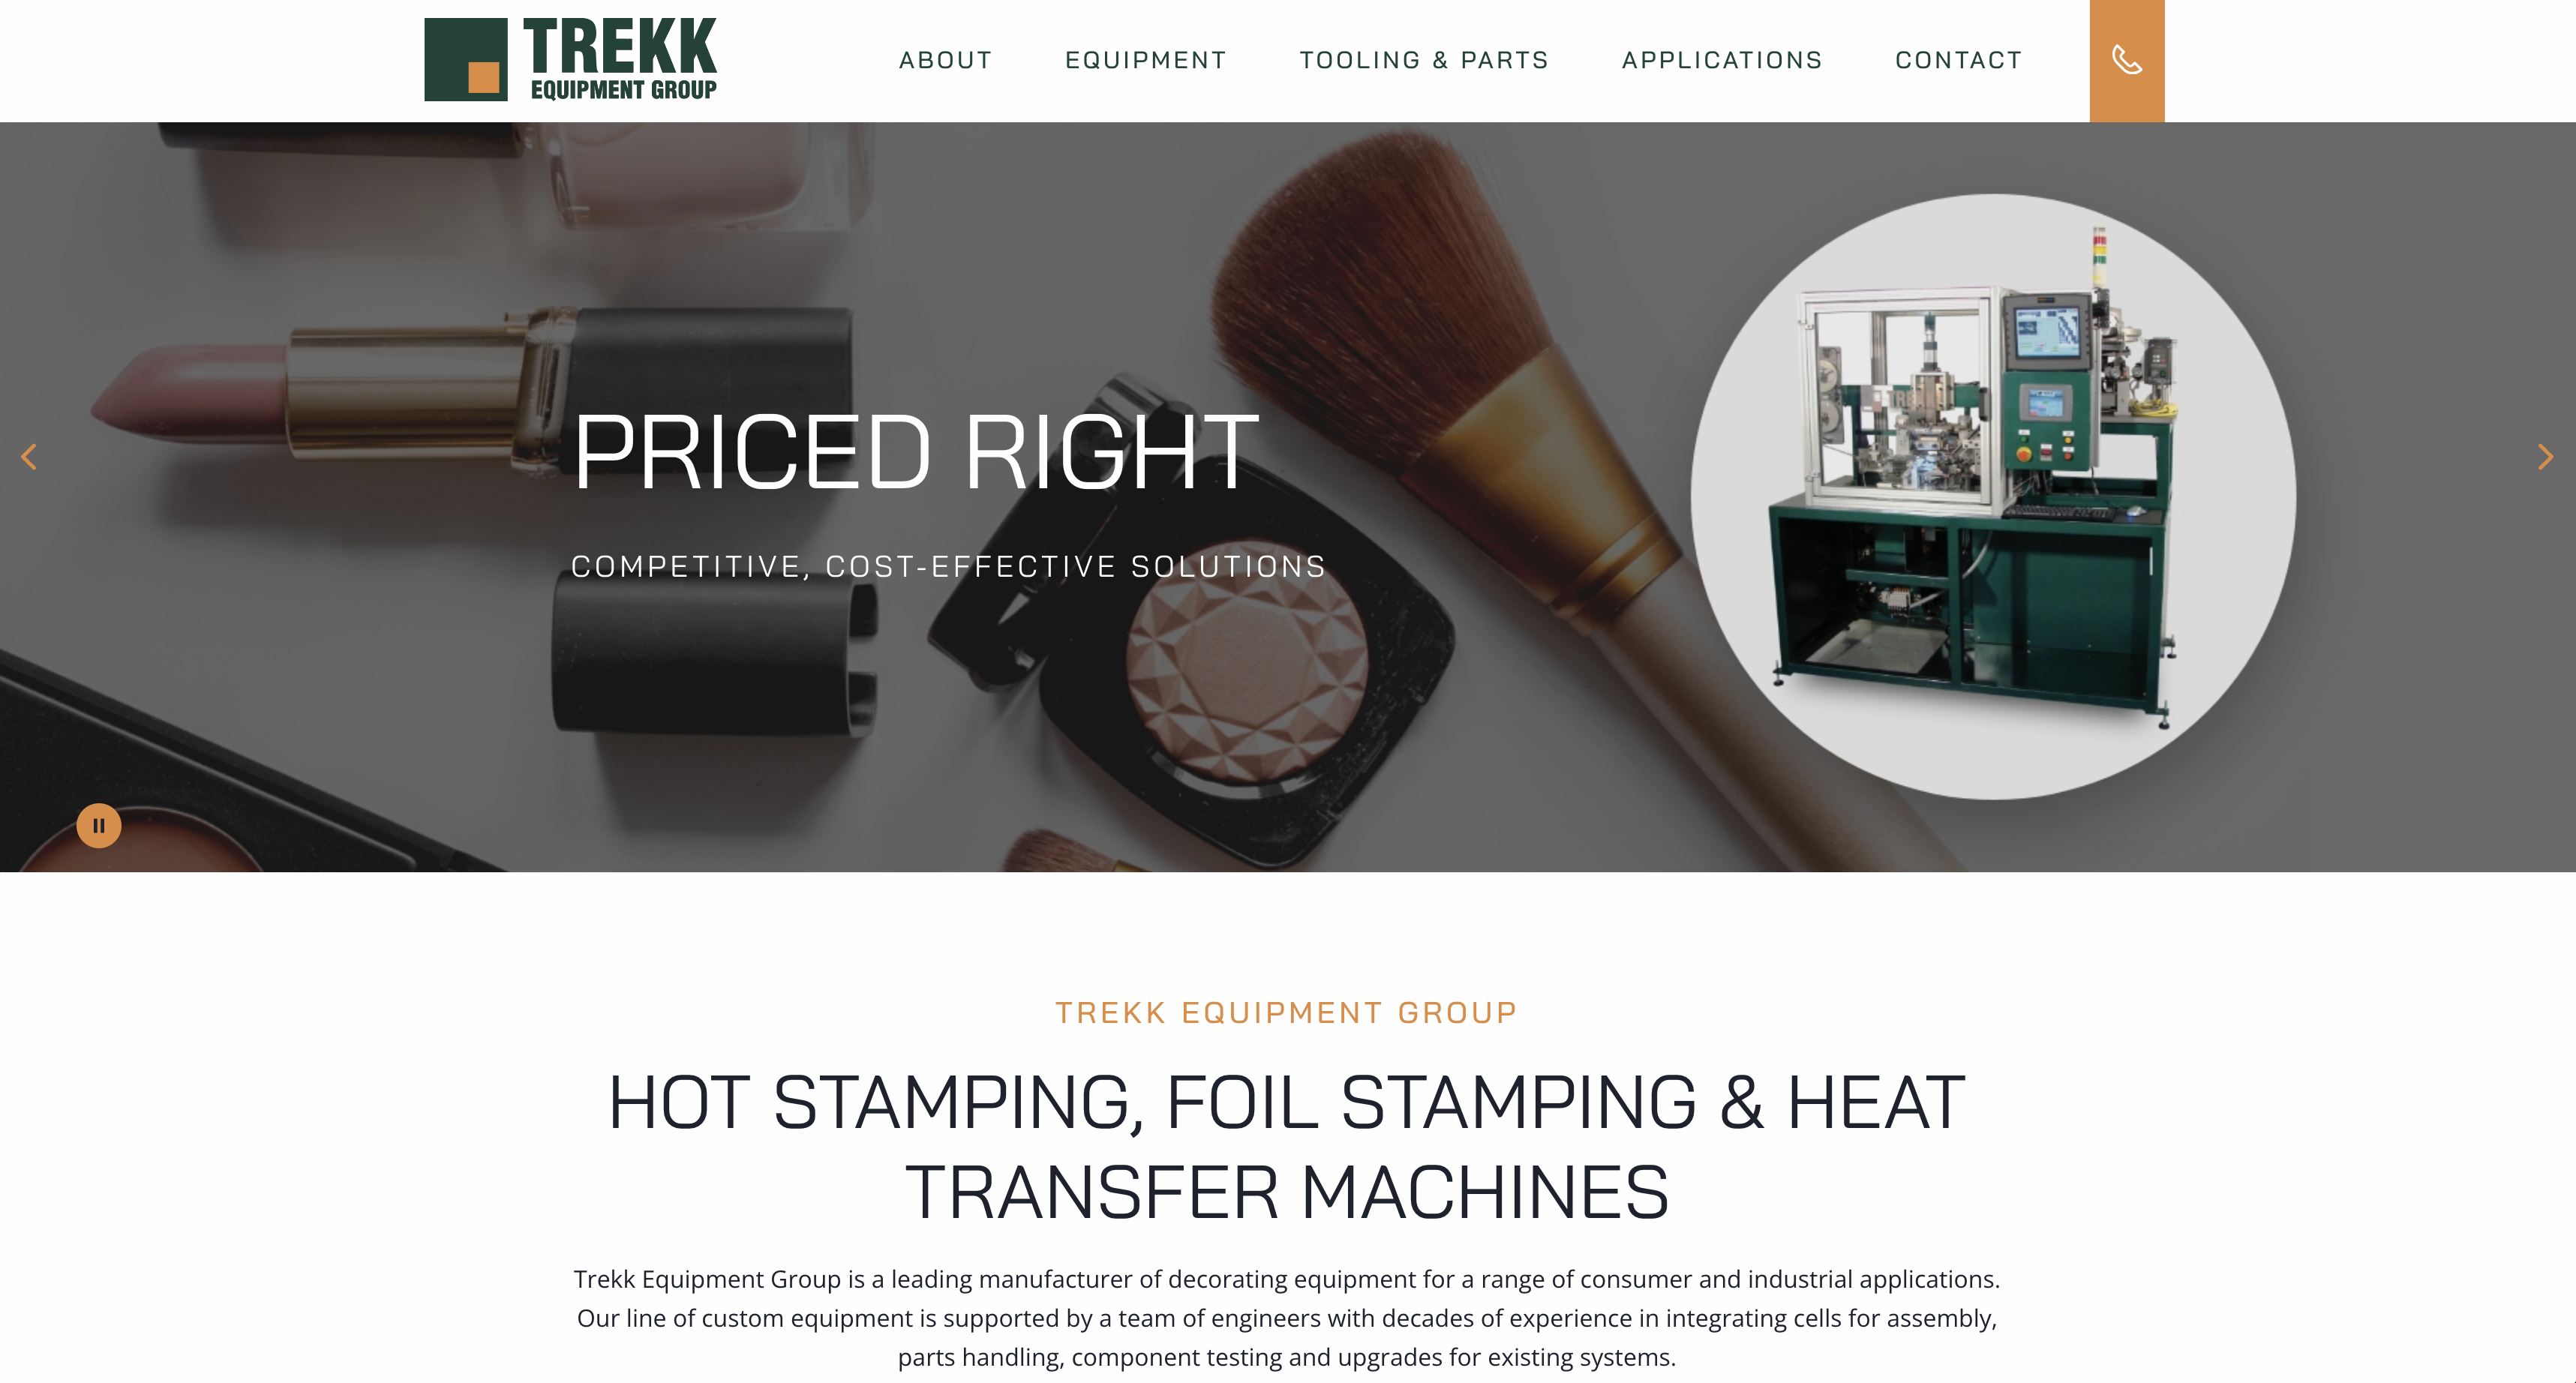 TREKK
EQUIPMENT GROUP
ABOUT
EQUIPMENT
TOOLING & PARTS
APPLICATIONS
CONTACT
PRICED RIGHT
COMPETITIVE, COST-EFFECTIVE SOLUTIONS
TREKK EQUIPMENT GROUP
HOT STAMPING, FOIL STAMPING & HEAT
TRANSFER MACHINES
Trekk Equipment Group is a leading manufacturer of decorating equipment for a range of consumer and industrial applications.
Our line of custom equipment is supported by a team of engineers with decades of experience in integrating cells for assembly,
parts handling, component testing and upgrades for existing systems.